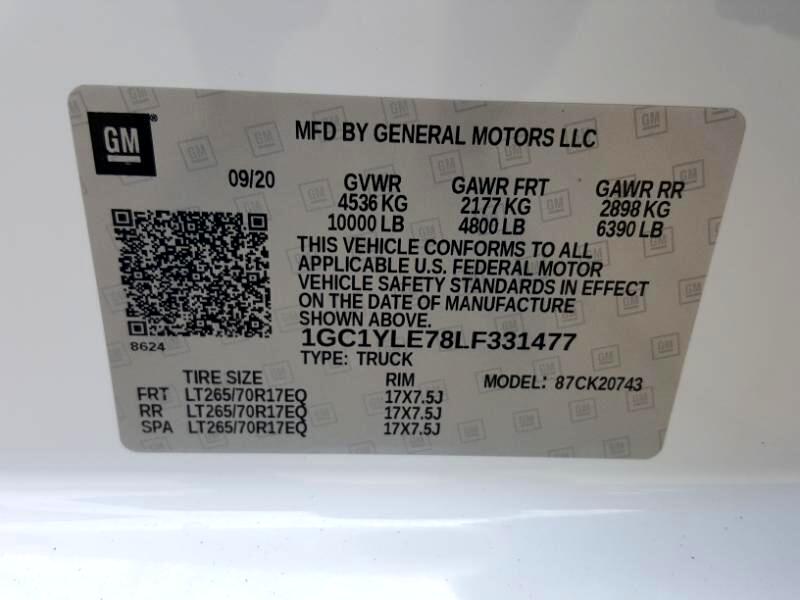 GM®
MFD BY GENERAL MOTORS LLC
09/20 GVWR GAWR FRT GAWR RR
4536 KG 2177 KG 2898 KG
10000 LB 4800 LB 6390 LB
THIS VEHICLE CONFORMS TO ALL
APPLICABLE U.S. FEDERAL MOTOR
VEHICLE SAFETY STANDARDS IN EFFECT
ON THE DATE OF MANUFACTURE
SHOWN ABOVE.
8624
1GC1YLE78LF331477
TYPE: TRUCK
TIRE SIZE RIM MODEL: 87CK20743
FRT LT265/70R17EQ 17X7.5J
RR LT265/70R17EQ 17X7.5J
SPA LT265/70R17EQ 17X7.5J